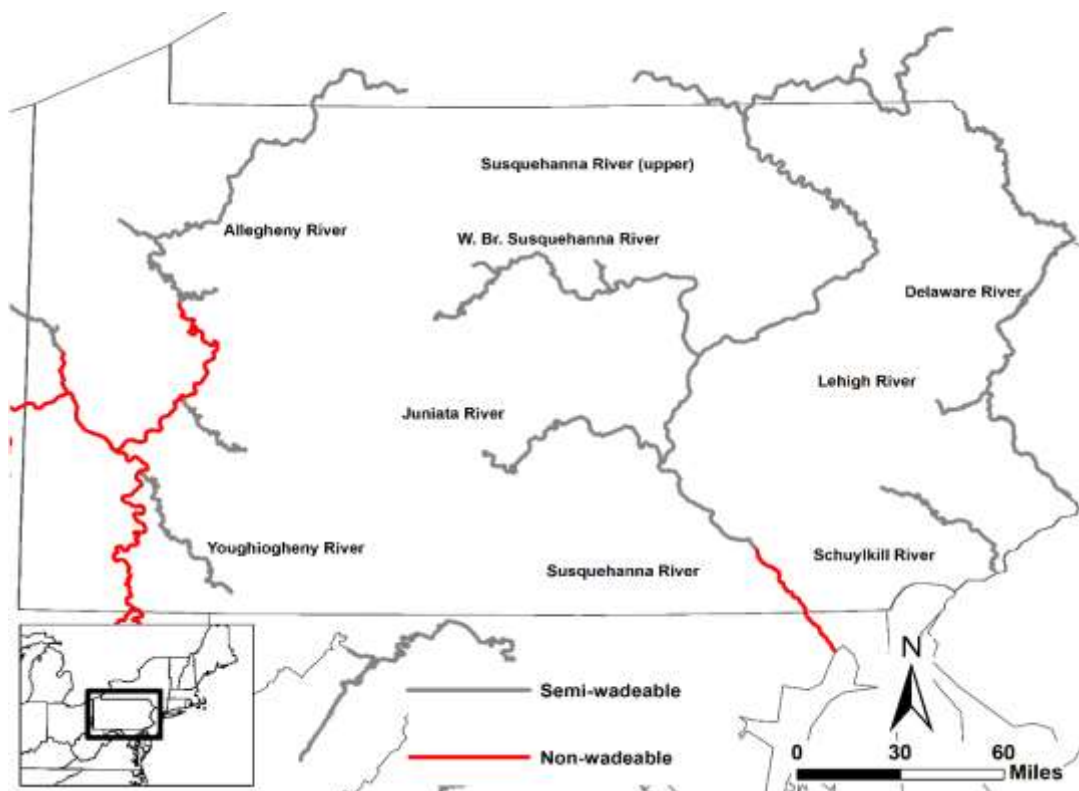 Susquehanna River (upper)
Allegheny River
W. Br. Susquehanna River
Delaware River
Lehigh River
Juniata River
Youghiogheny River
Susquehanna River
Schuylkill River
N
Semi-wadeable
Non-wadeable
0 30 60
Miles